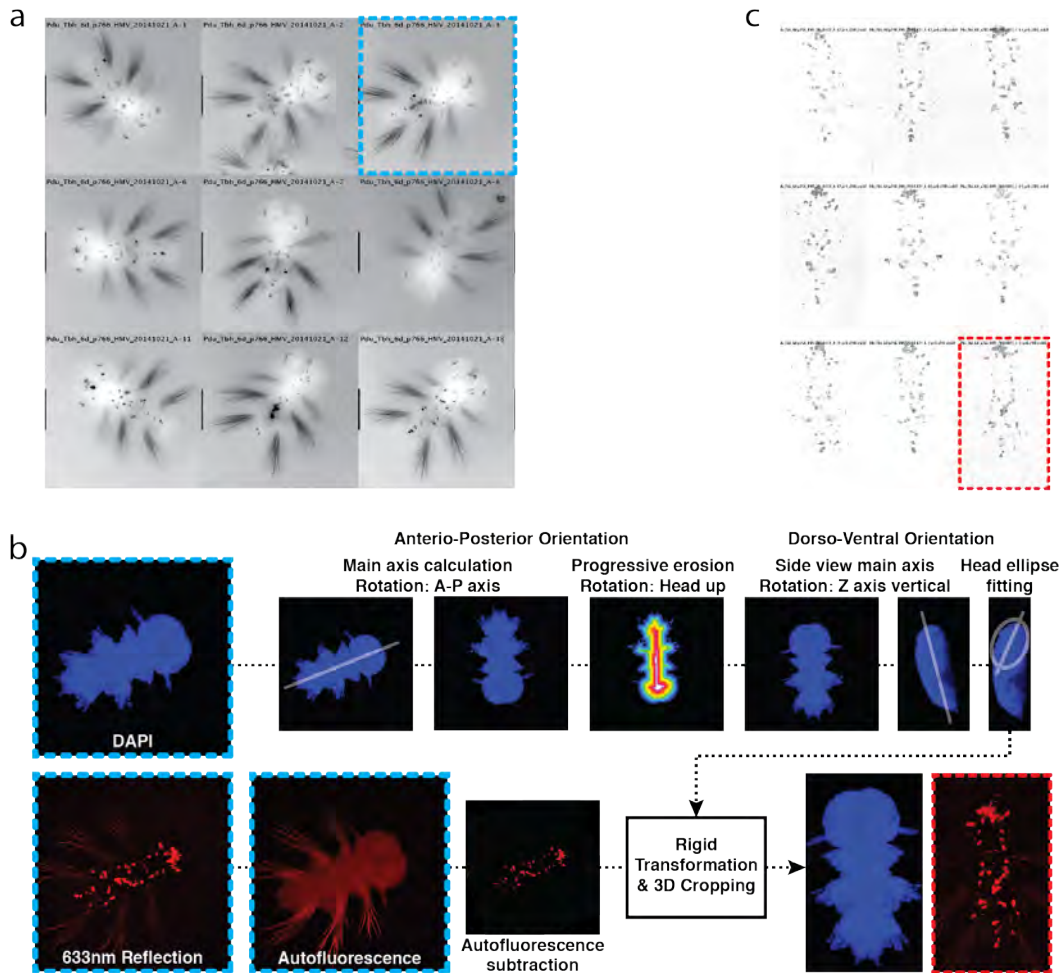 a
Pdu_Tbh_6d_p766_HMV_20141021_A-1
Pdu_Tbh_6d_p766_HMV_20141021_A-2
Pdu_Tbh_6d_p766_HMV_20141021_A-6
Pdu_Tbh_6d_p766_HMV_20141021_A-7
Pdu_Tbh_6d_p766_HMV_20141021_A-11
Pdu_Tbh_6d_p766_HMV_20141021_A-12
c
b
Anterio-Posterior Orientation
Dorso-Ventral Orientation
Main axis calculation
Rotation: A-P axis
Progressive erosion
Rotation: Head up
Side view main axis
Rotation: Z axis vertical
Head ellipse
fitting
DAPI
633nm Reflection
Autofluorescence
Autofluorescence
subtraction
Rigid
Transformation
& 3D Cropping